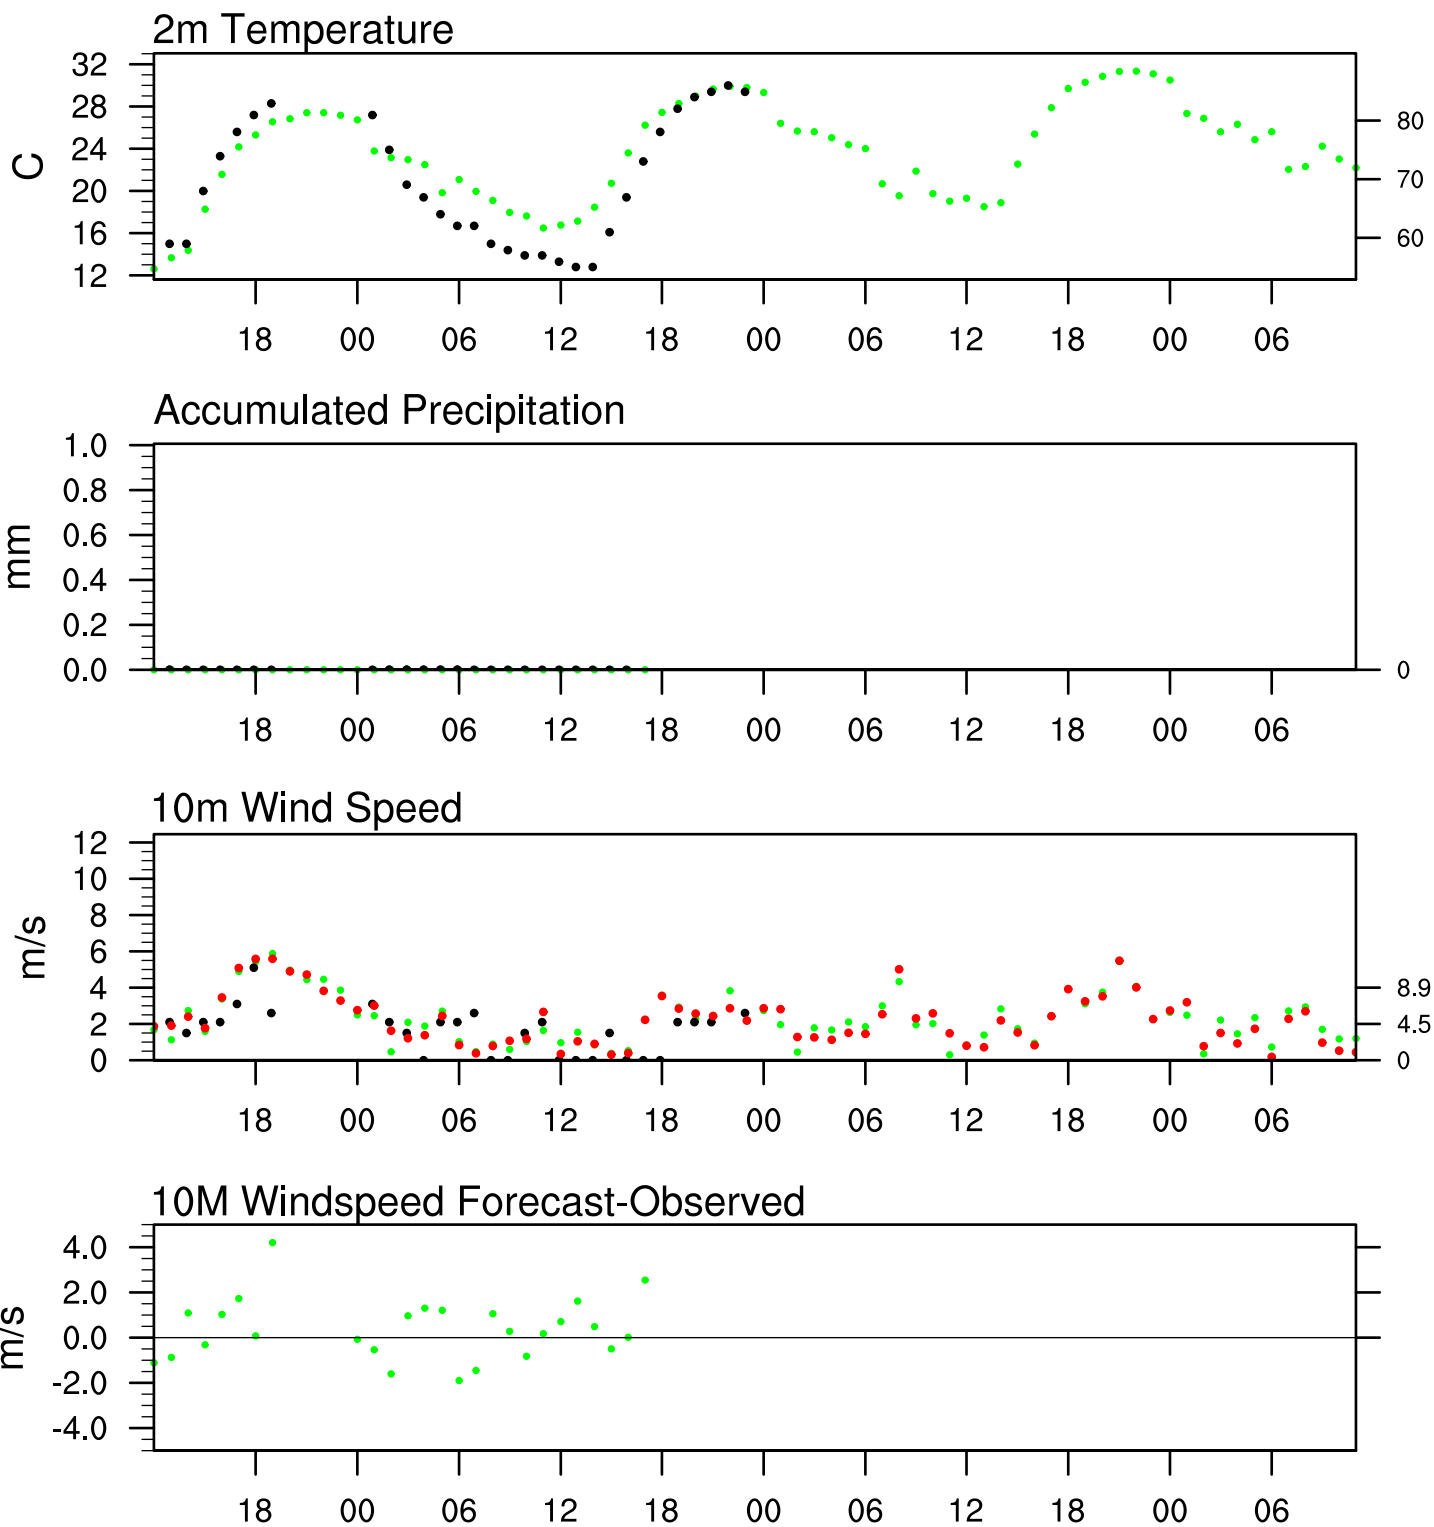 2m Temperature
32
28
24
20
16
12
C
80
70
60
18 00 06 12 18 00 06 12 18 00 06
Accumulated Precipitation
1.0
0.8
0.6
0.4
0.2
0.0
mm
0
18 00 06 12 18 00 06 12 18 00 06
10m Wind Speed
12
10
8
6
4
2
0
m/s
8.9
4.5
0
18 00 06 12 18 00 06 12 18 00 06
10M Windspeed Forecast-Observed
4.0
2.0
0.0
-2.0
-4.0
m/s
18 00 06 12 18 00 06 12 18 00 06